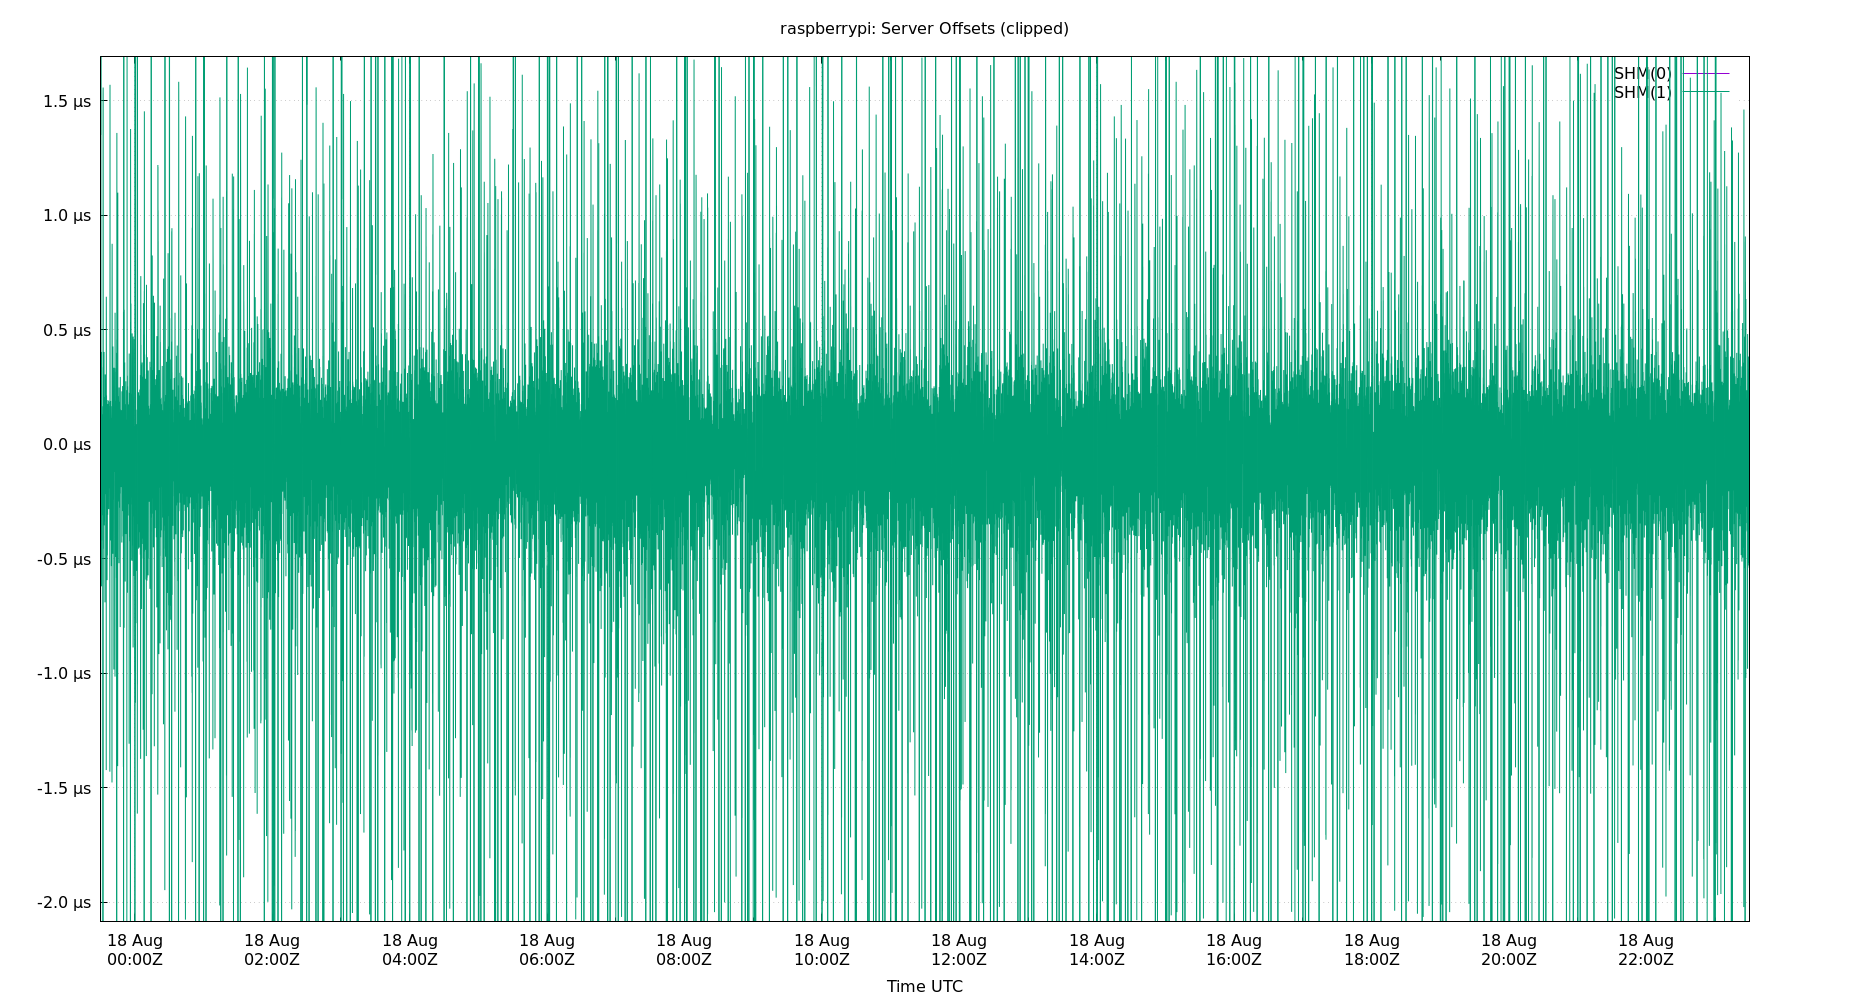 raspberrypi: Server Offsets (clipped)
SHM(0)
SHM(1)
1.5 µs
1.0 µs
0.5 µs
0.0 µs
-0.5 µs
-1.0 µs
-1.5 µs
-2.0 µs
18 Aug 18 Aug 18 Aug 18 Aug 18 Aug 18 Aug 18 Aug 18 Aug 18 Aug 18 Aug 18 Aug 18 Aug
00:00Z 02:00Z 04:00Z 06:00Z 08:00Z 10:00Z 12:00Z 14:00Z 16:00Z 18:00Z 20:00Z 22:00Z
Time UTC